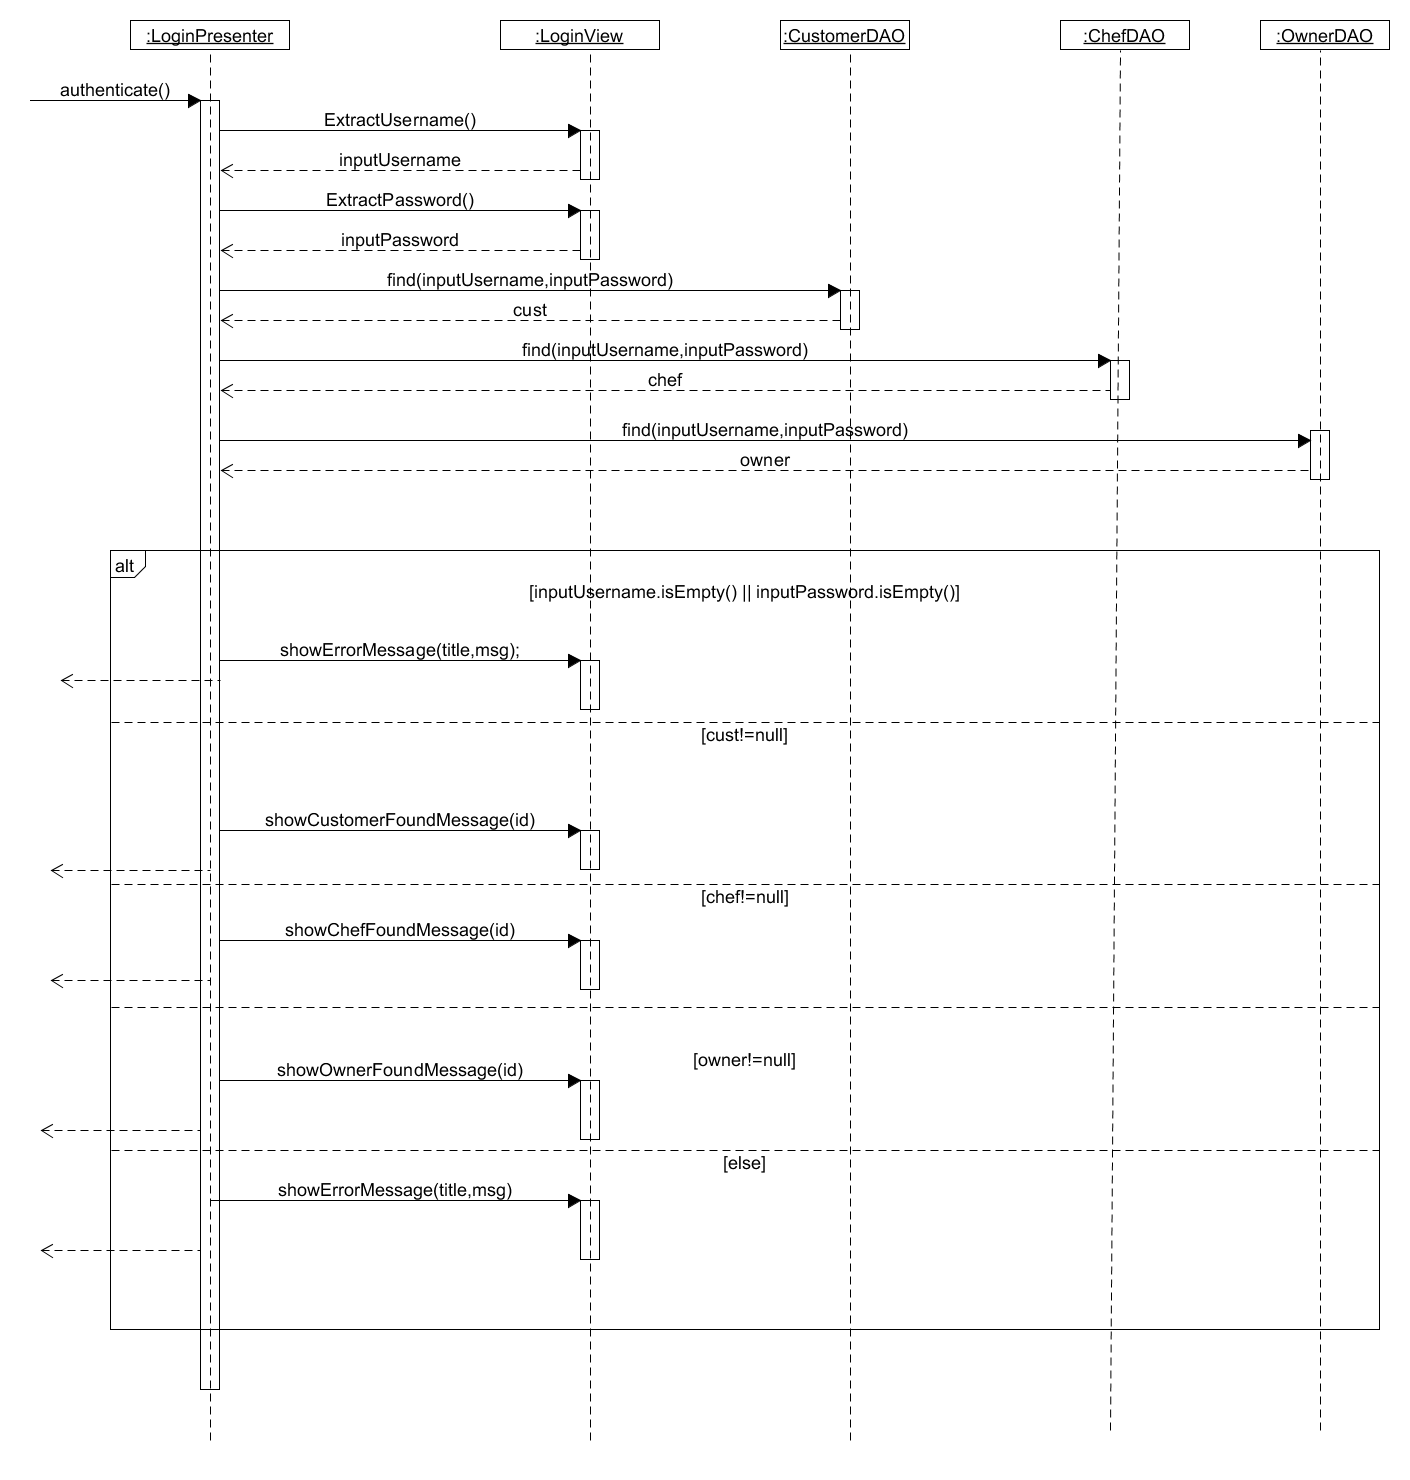 :LoginPresenter
:LoginView
:CustomerDAO
:ChefDAO
:OwnerDAO
authenticate()
ExtractUsername()
inputUsername
ExtractPassword()
inputPassword
find(inputUsername,inputPassword)
cust
find(inputUsername,inputPassword)
chef
find(inputUsername,inputPassword)
owner
alt
[inputUsername.isEmpty() || inputPassword.isEmpty()]
showErrorMessage(title,msg);
[cust!=null]
showCustomerFoundMessage(id)
[chef!=null]
showChefFoundMessage(id)
[owner!=null]
showOwnerFoundMessage(id)
[else]
showErrorMessage(title,msg)